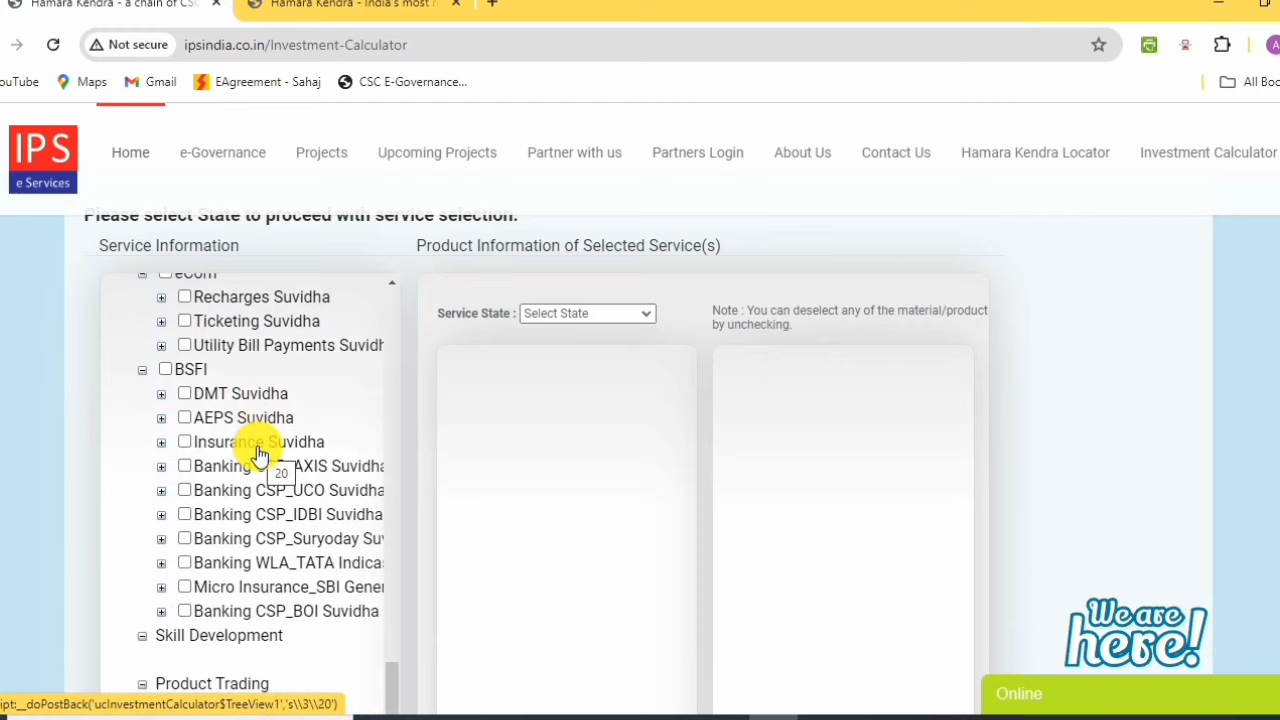 Hamara Kendra - a chain of CSC
Hamara Kendra - India's most r
Not secure
ipsindia.co.in/Investment-Calculator
ouTube
Maps
Gmail
EAgreement - Sahaj
CSC E-Governance...
All Boo
IPS
e Services
Home
e-Governance
Projects
Upcoming Projects
Partner with us
Partners Login
About Us
Contact Us
Hamara Kendra Locator
Investment Calculator
Please select State to proceed with service selection.
Service Information
Product Information of Selected Service(s)
eCom
Recharges Suvidha
Ticketing Suvidha
Utility Bill Payments Suvidh
BSFI
DMT Suvidha
AEPS Suvidha
Insurance Suvidha
20
Banking AXIS Suvidha
Banking CSP_UCO Suvidha
Banking CSP_IDBI Suvidha
Banking CSP_Suryoday Suv
Banking WLA_TATA Indicas
Micro Insurance_SBI Gener
Banking CSP_BOI Suvidha
Skill Development
Product Trading
Service State :
Select State
Note : You can deselect any of the material/product
by unchecking.
We are
here!
Online
ipt:__doPostBack('ucInvestmentCalculator$TreeView1','s\\3\\20')